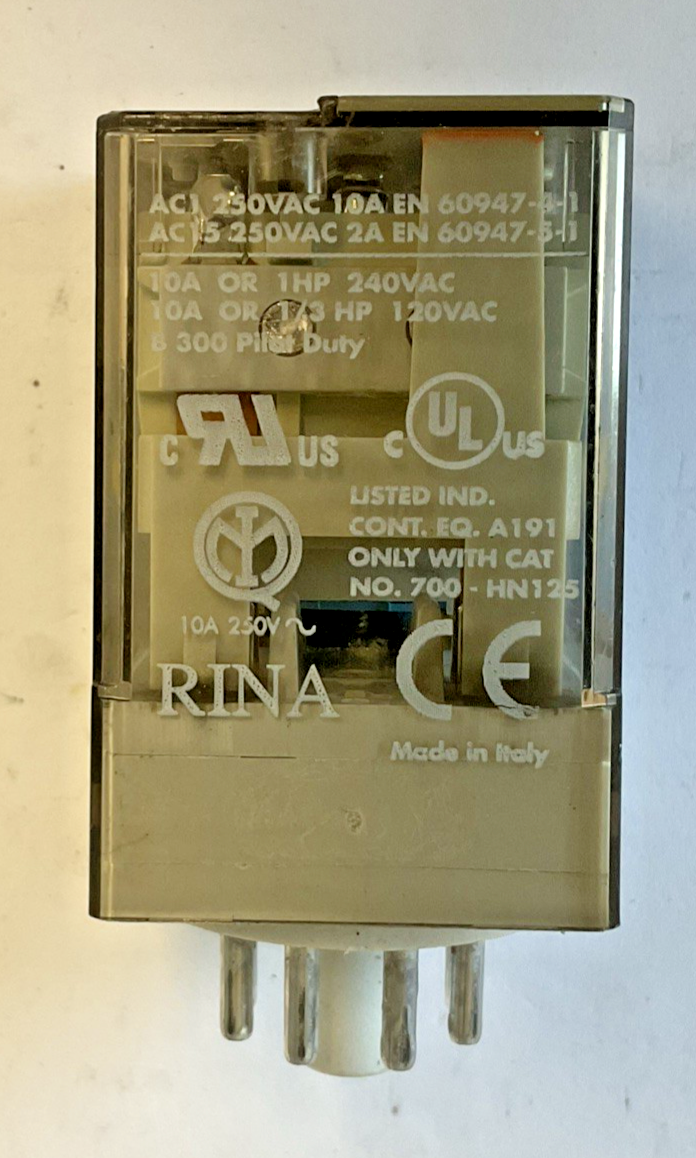 AC1 250VAC 10A EN 60947-4-1
AC15 250VAC 2A EN 60947-5-1
10A OR 1HP 240VAC
10A OR 1/3 HP 120VAC
B 300 Pilot Duty
C RU US
C UL US
LISTED IND.
CONT. EQ. A191
ONLY WITH CAT
NO. 700 - HN125
IMQ
10A 250V~
RINA
CE
Made in Italy